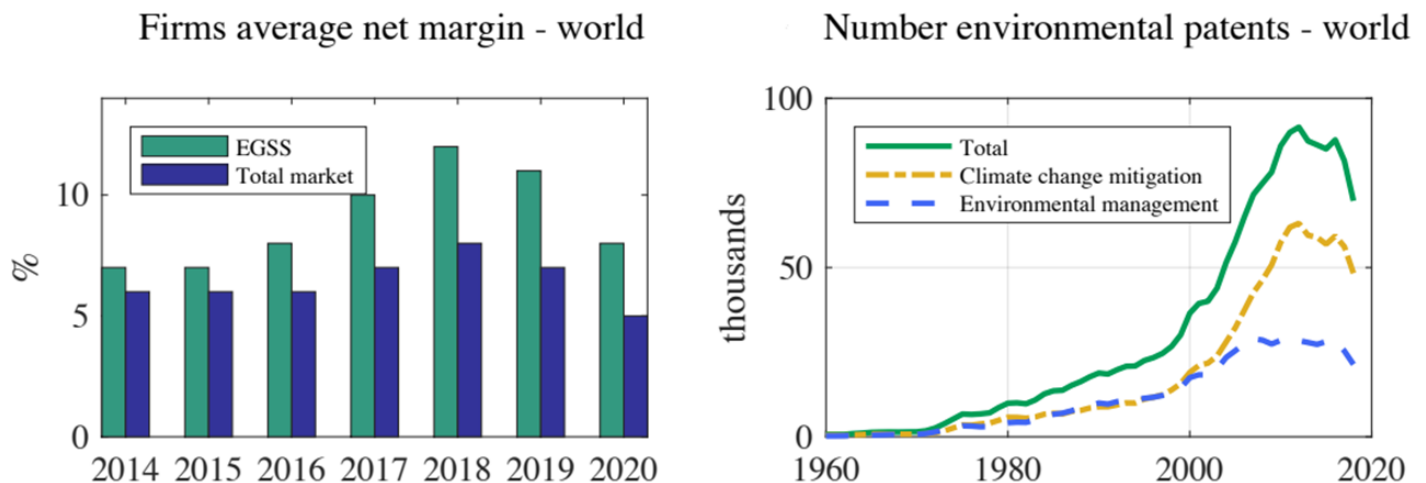 Firms average net margin - world
%
10
5
0
EGSS
Total market
2014 2015 2016 2017 2018 2019 2020
Number environmental patents - world
thousands
100
50
0
Total
Climate change mitigation
Environmental management
1960 1980 2000 2020